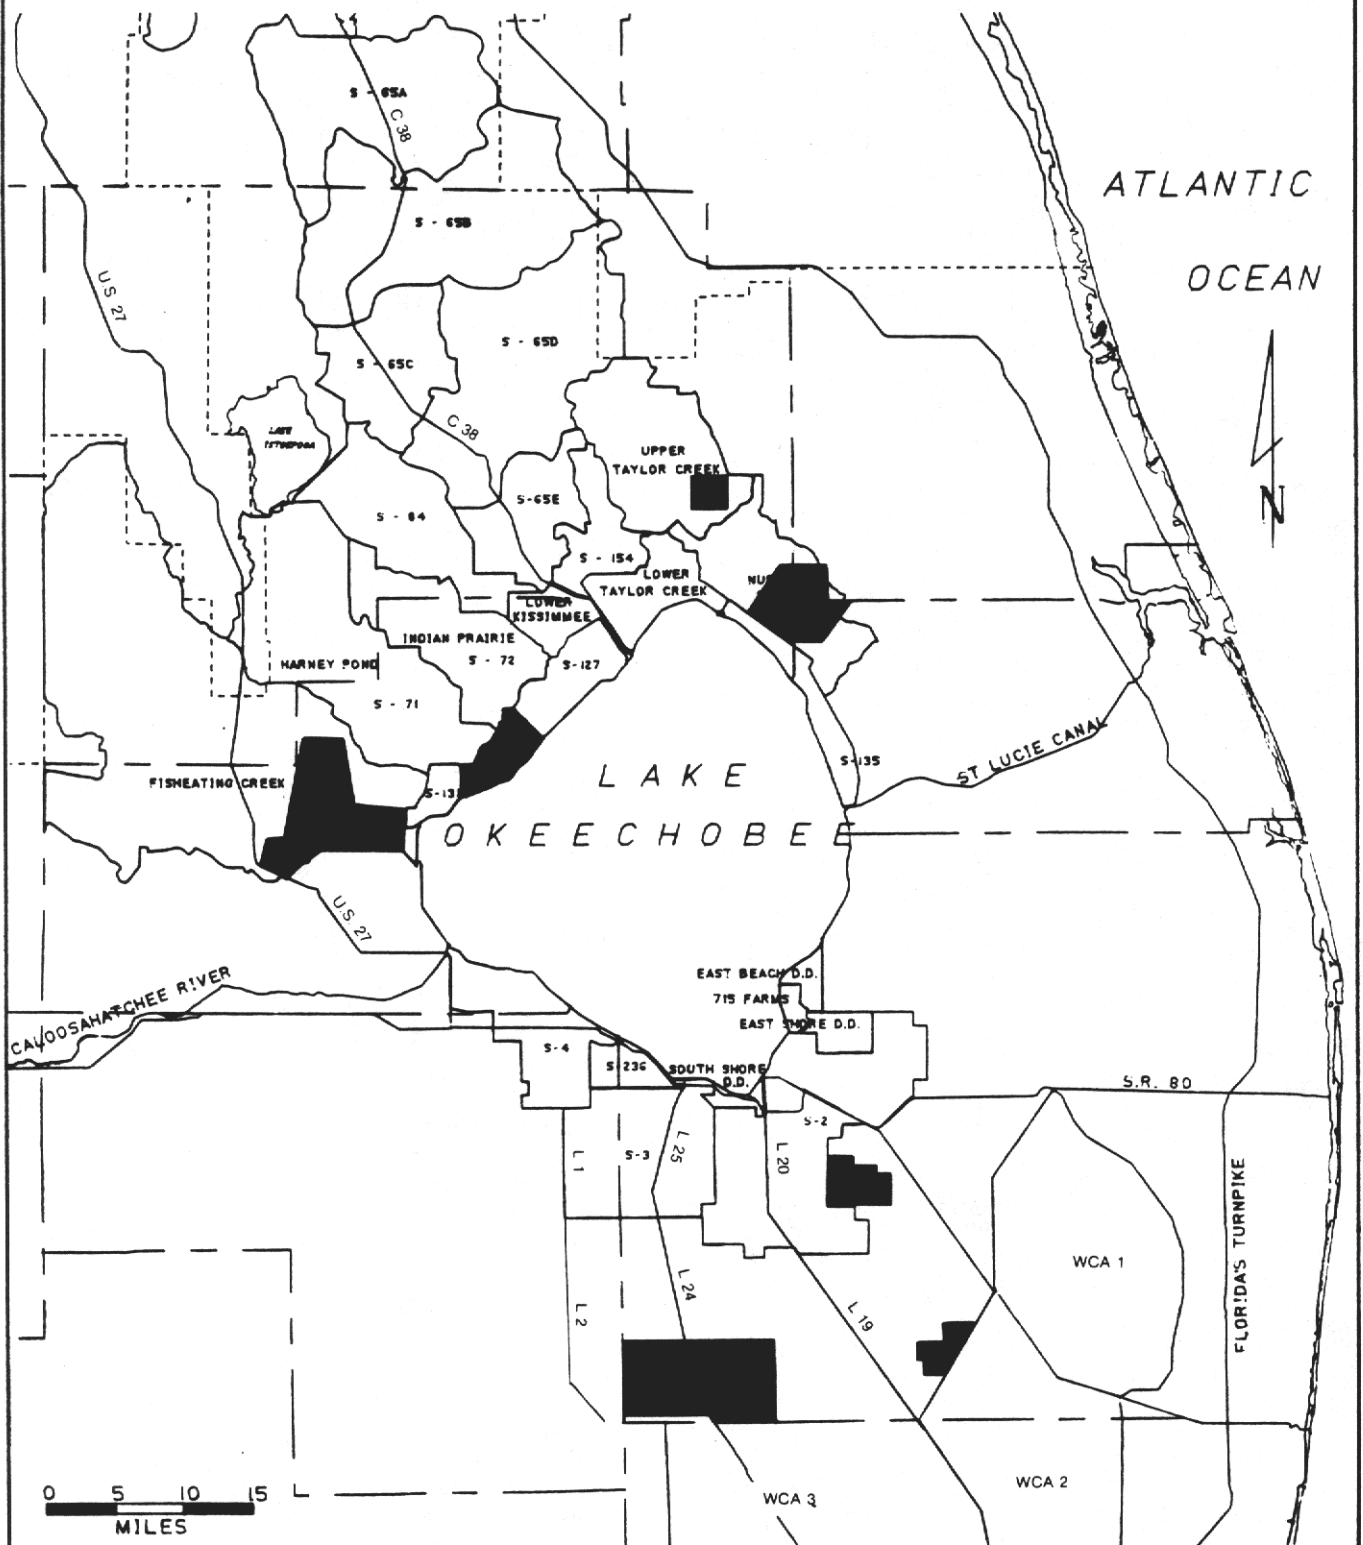 S - 65A
C 38
ATLANTIC
S - 65B
OCEAN
U.S. 27
S - 65D
S - 65C
C 38
LAKE
UPPER
TAYLOR CREEK
S-65E
N
S - 84
S - 154
LOWER
TAYLOR CREEK
NU
LOWER
KISSIMMEE
INDIAN PRAIRIE
S - 72
S-127
HARNEY POND
S - 71
ST LUCIE CANAL
S-135
FISHEATING CREEK
S-13
LAKE
OKEECHOBEE
U.S. 27
EAST BEACH D.D.
CALOOSAHATCHEE RIVER
715 FARMS
EAST SHORE D.D.
S-4
S-236
SOUTH SHORE
D.D.
S.R. 80
S-2
L 1
S-3
L 25
L 20
FLORIDA'S TURNPIKE
WCA 1
L 2
L 24
L 19
WCA 2
WCA 3
0 5 10 15
MILES